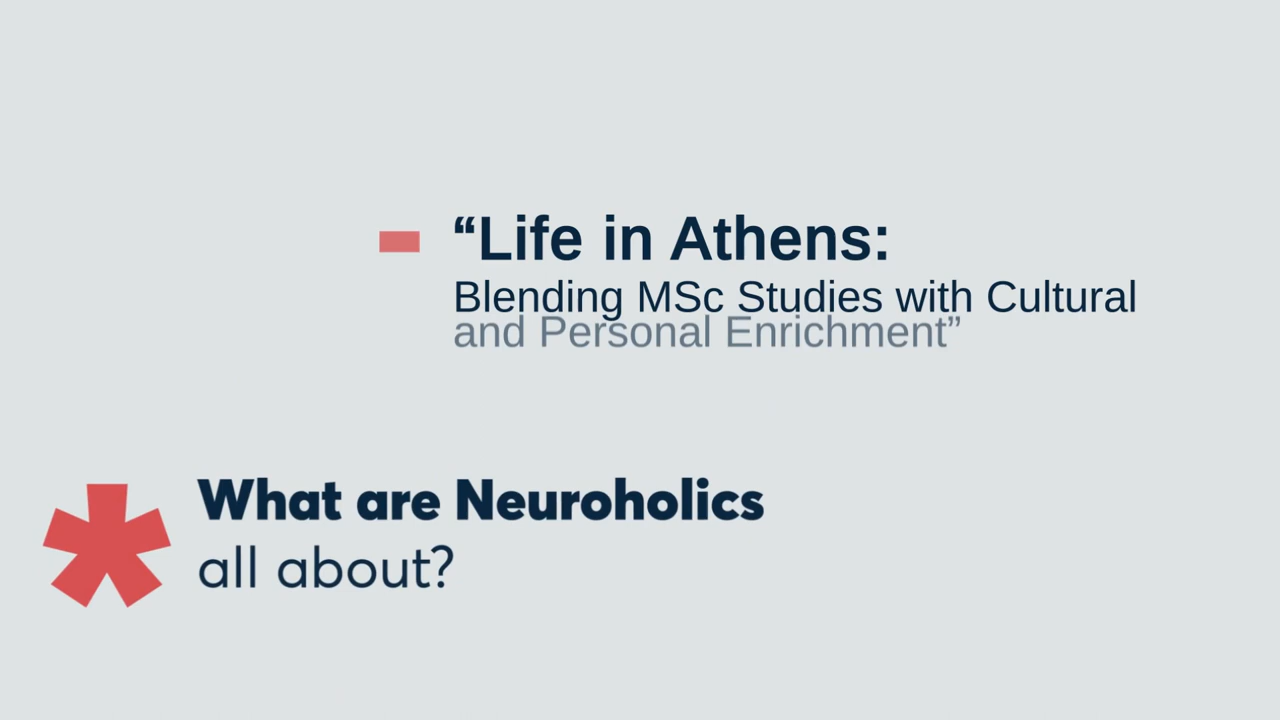 “Life in Athens:
Blending MSc Studies with Cultural
and Personal Enrichment”
What are Neuroholics
all about?